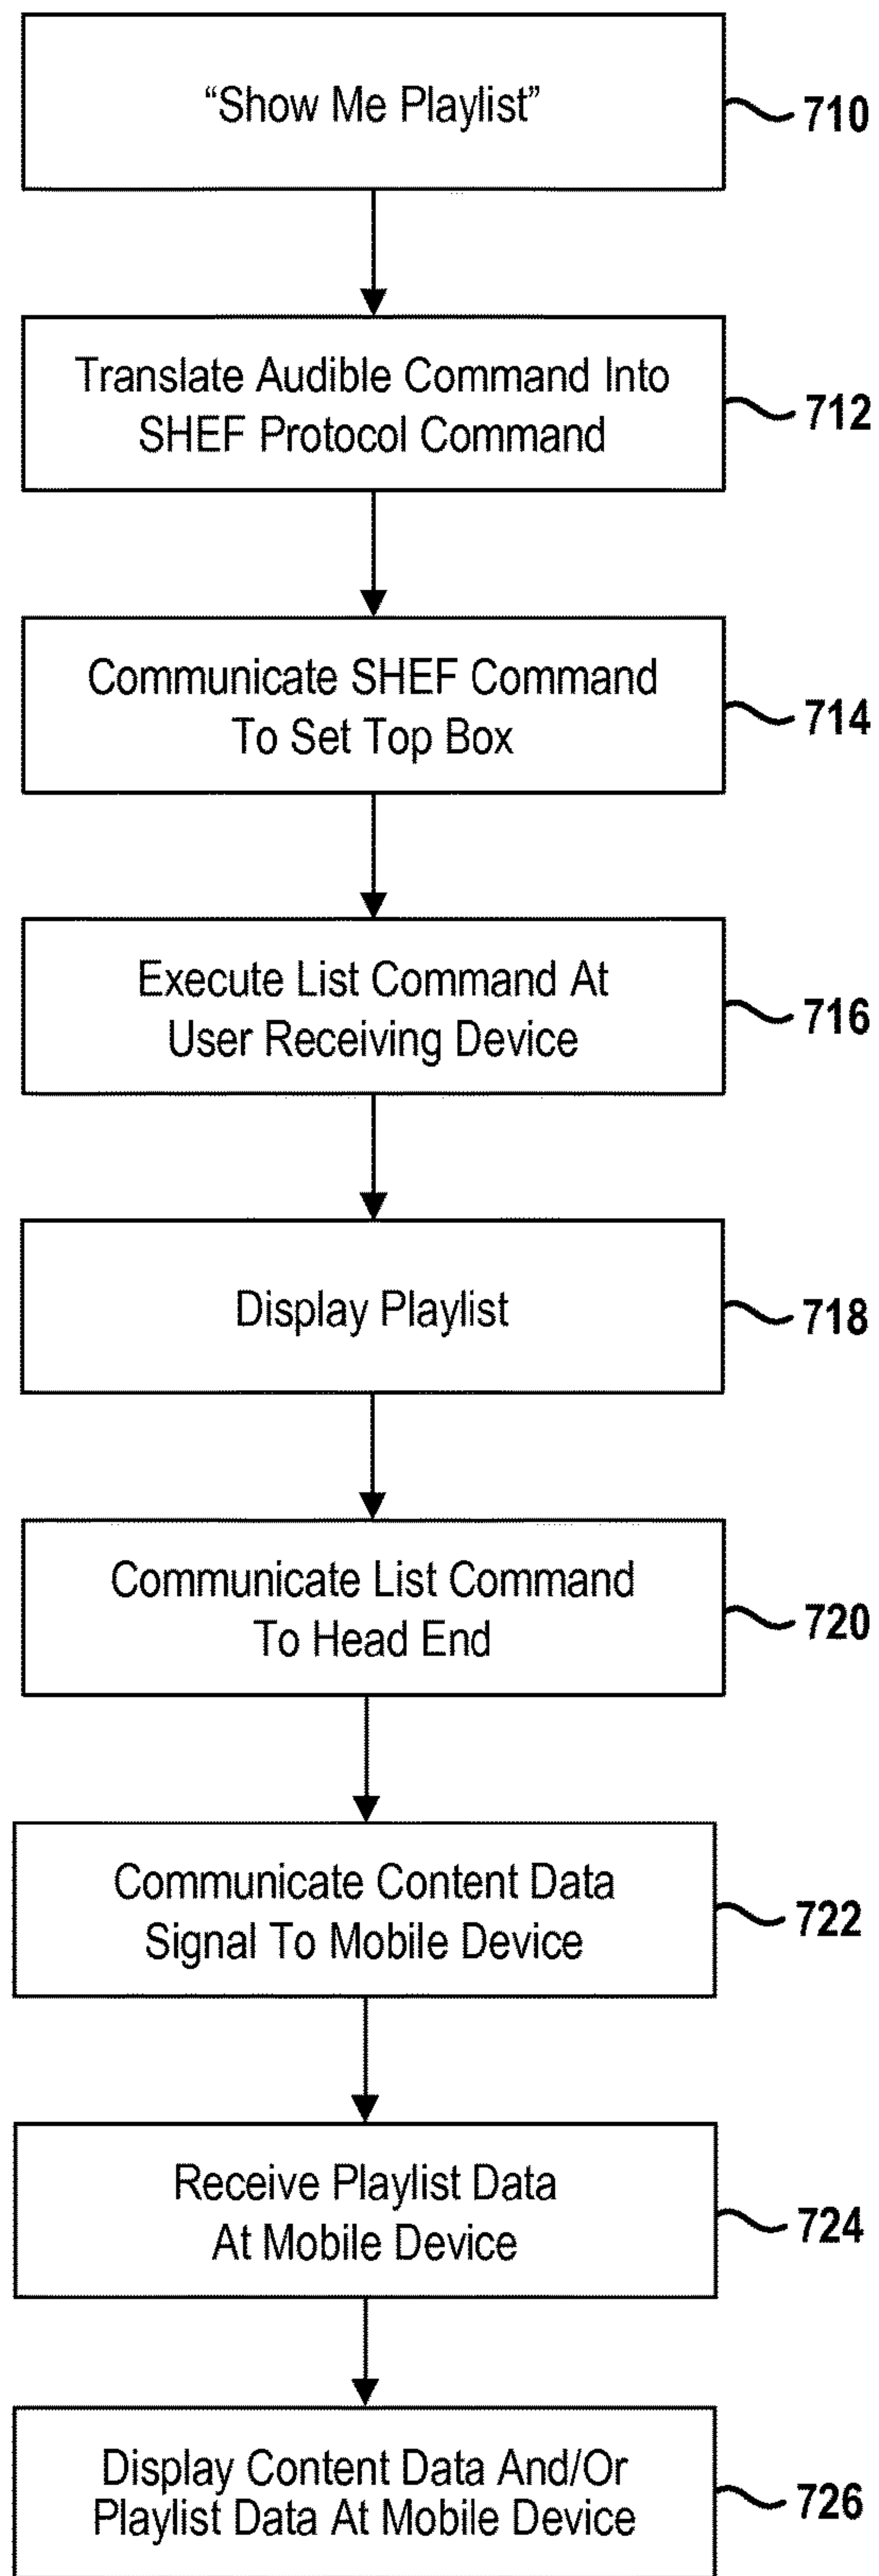 “Show Me Playlist”
710
Translate Audible Command Into
SHEF Protocol Command
712
Communicate SHEF Command
To Set Top Box
714
Execute List Command At
User Receiving Device
716
Display Playlist
718
Communicate List Command
To Head End
720
Communicate Content Data
Signal To Mobile Device
722
Receive Playlist Data
At Mobile Device
724
Display Content Data And/Or
Playlist Data At Mobile Device
726